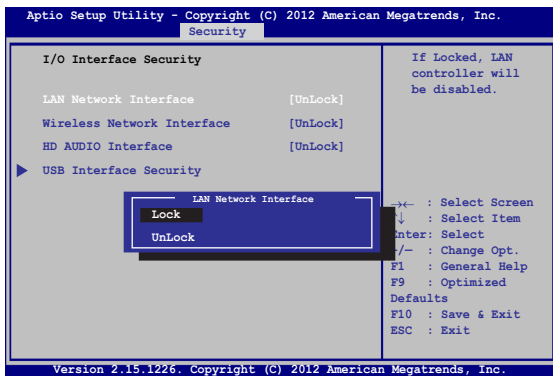 Aptio Setup Utility - Copyright (C) 2012 American Megatrends, Inc.
Security
I/O Interface Security
LAN Network Interface [UnLock]
Wireless Network Interface [UnLock]
HD AUDIO Interface [UnLock]
USB Interface Security
LAN Network Interface
Lock
UnLock
If Locked, LAN
controller will
be disabled.
→← : Select Screen
↑↓ : Select Item
Enter: Select
+/— : Change Opt.
F1 : General Help
F9 : Optimized
Defaults
F10 : Save & Exit
ESC : Exit
Version 2.15.1226. Copyright (C) 2012 American Megatrends, Inc.